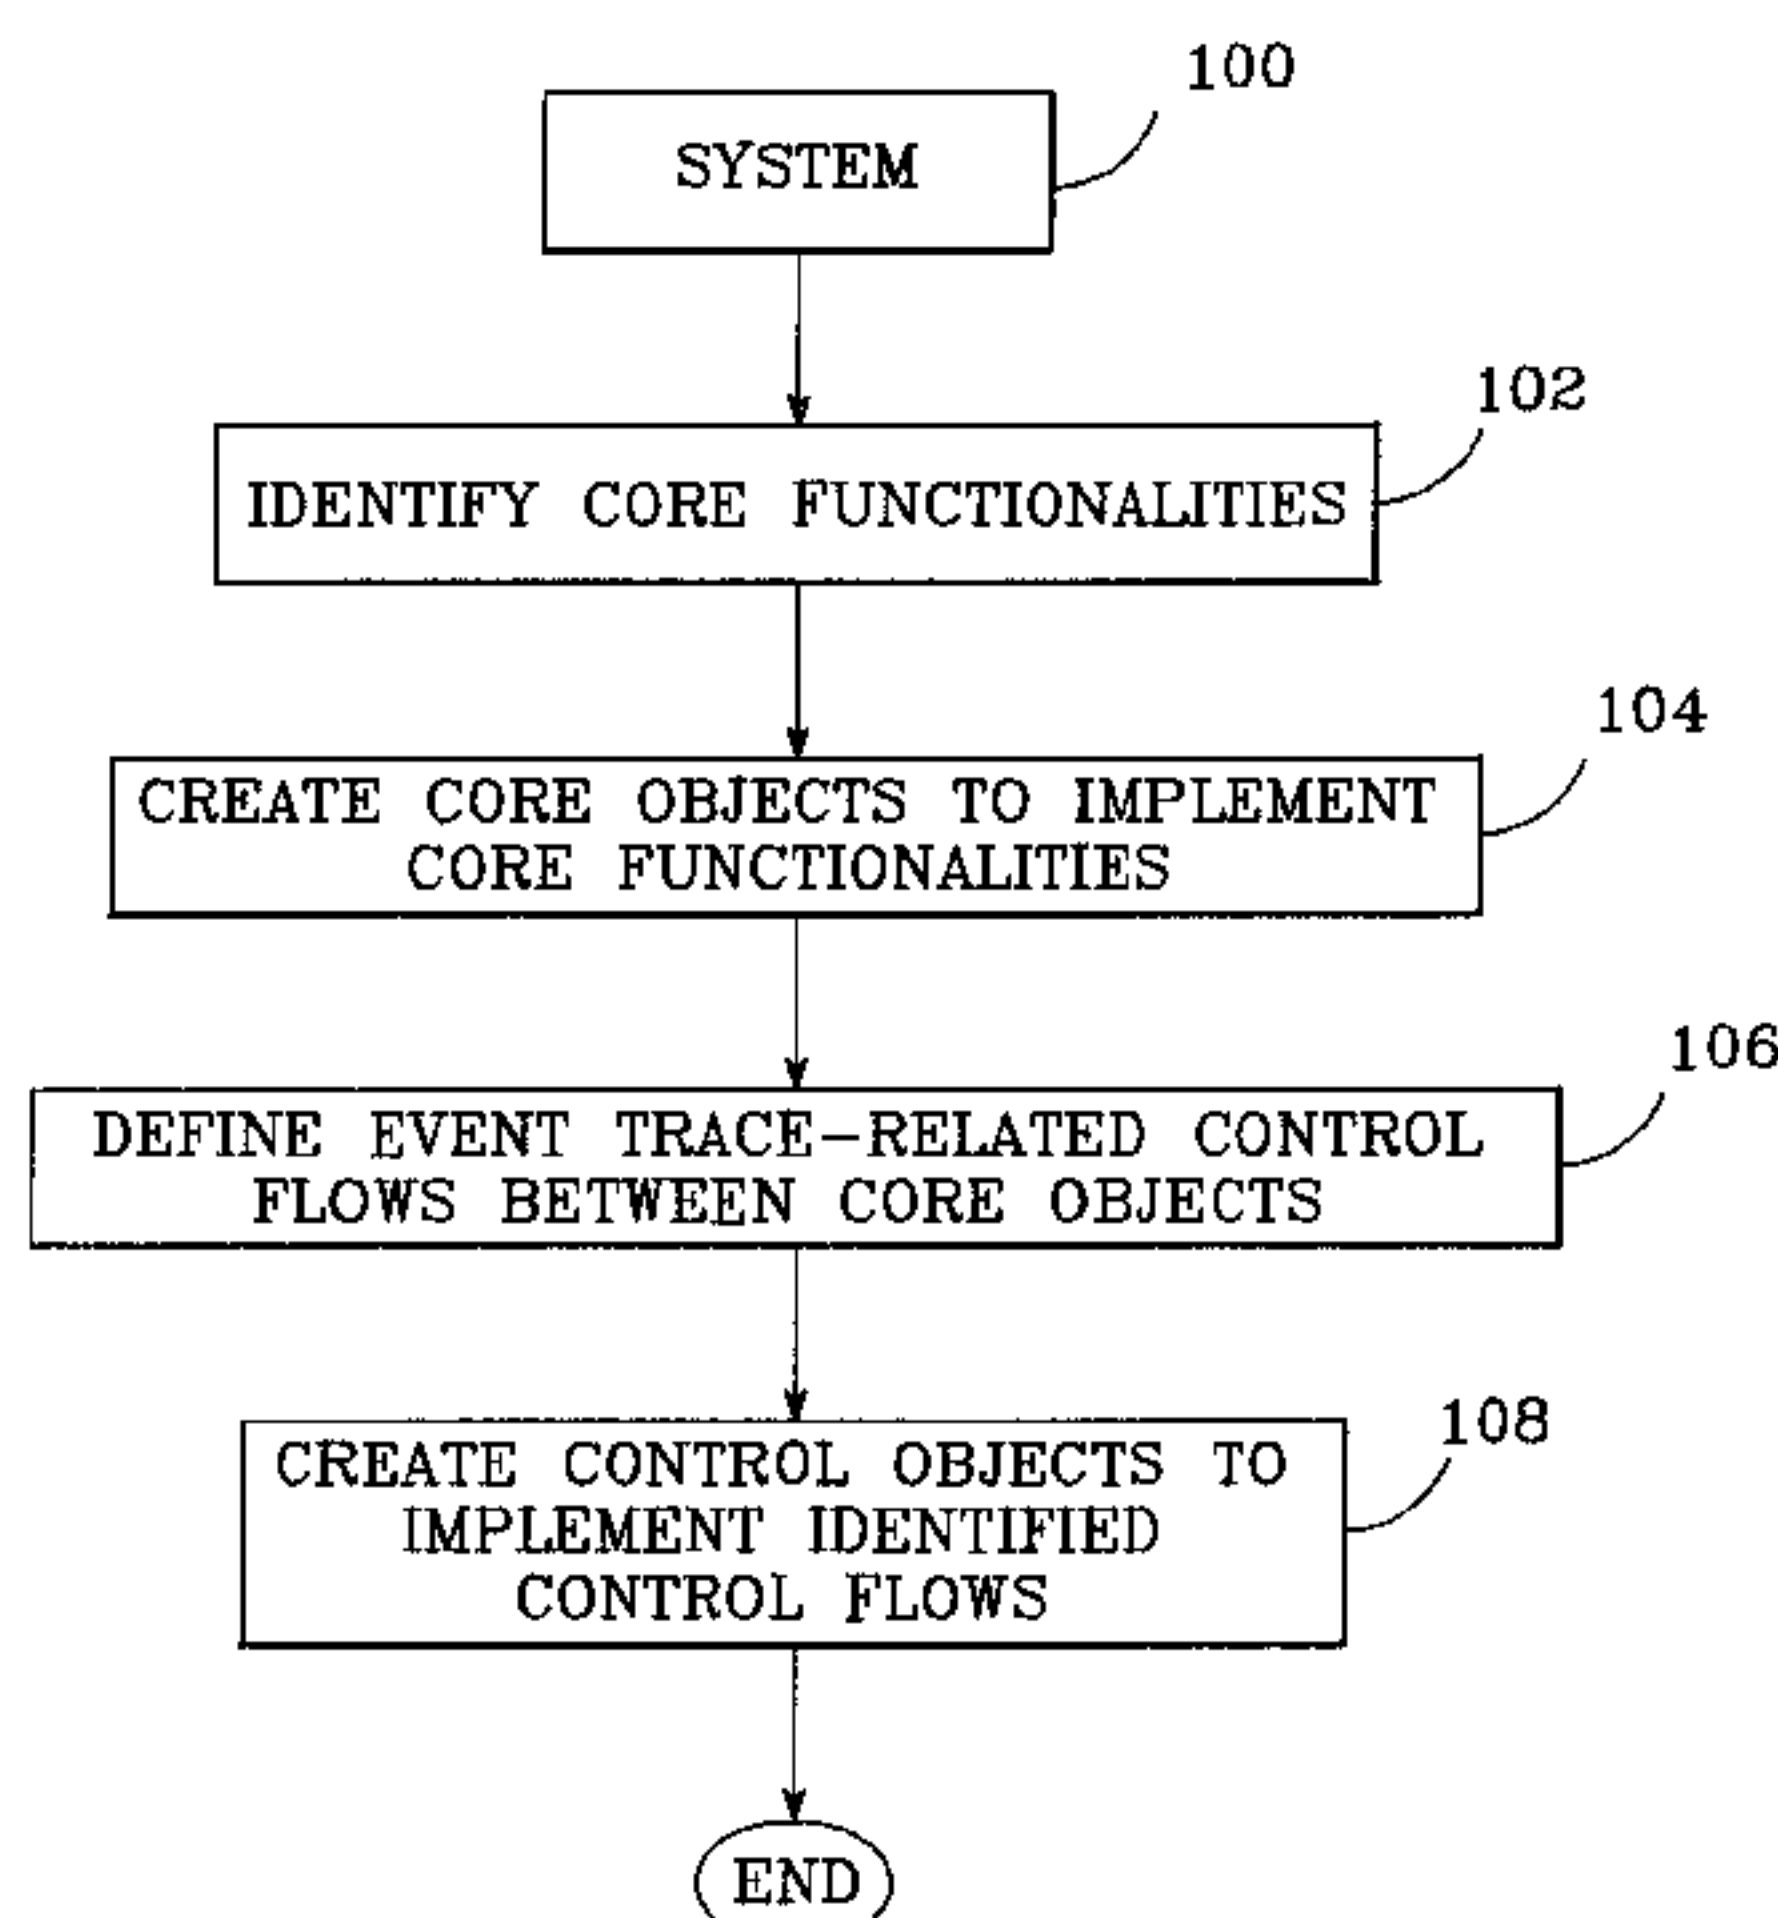 100
SYSTEM
102
IDENTIFY CORE FUNCTIONALITIES
104
CREATE CORE OBJECTS TO IMPLEMENT
CORE FUNCTIONALITIES
106
DEFINE EVENT TRACE-RELATED CONTROL
FLOWS BETWEEN CORE OBJECTS
108
CREATE CONTROL OBJECTS TO
IMPLEMENT IDENTIFIED
CONTROL FLOWS
END